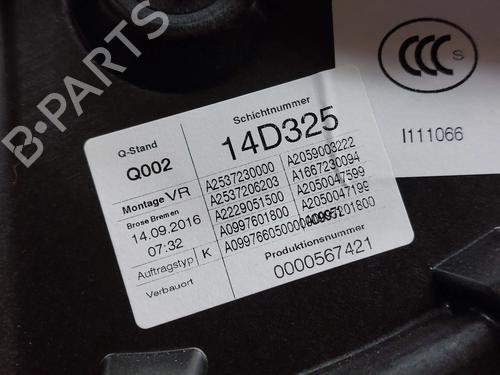 B-PARTS
CCC S
I111066
Q-Stand
Q002
Schichtnummer
14D325
Montage VR
Brose Bremen
14.09.2016
07:32
Auftragstyp K
Verbauort
A2537230000 A2059003222
A2537206203 A1667230094
A2229051500 A2050047599
A0997601800 A2050047199
Produktionsnummer
0000567421